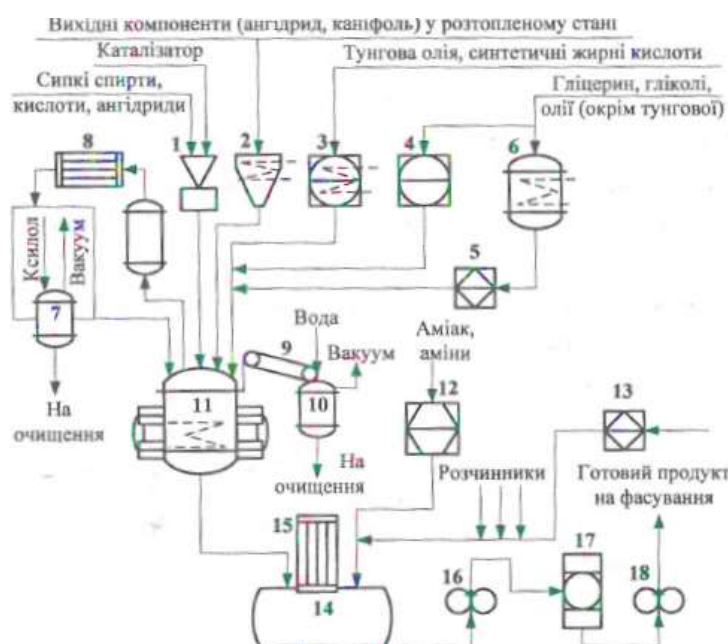 Вихідні компоненти (ангідрид, каніфоль) у розтопленому стані
Каталізатор
Тунгова олія, синтетичні жирні кислоти
Сипкі спирти,
кислоти, ангідриди
Гліцерин, гліколі,
олії (окрім тунгової)
1
2
3
4
6
8
5
Ксилол
Вакуум
7
На
очищення
Вода
9
Вакуум
10
11
На
очищення
Аміак,
аміни
12
13
Розчинники
Готовий продукт
на фасування
15
14
16
17
18